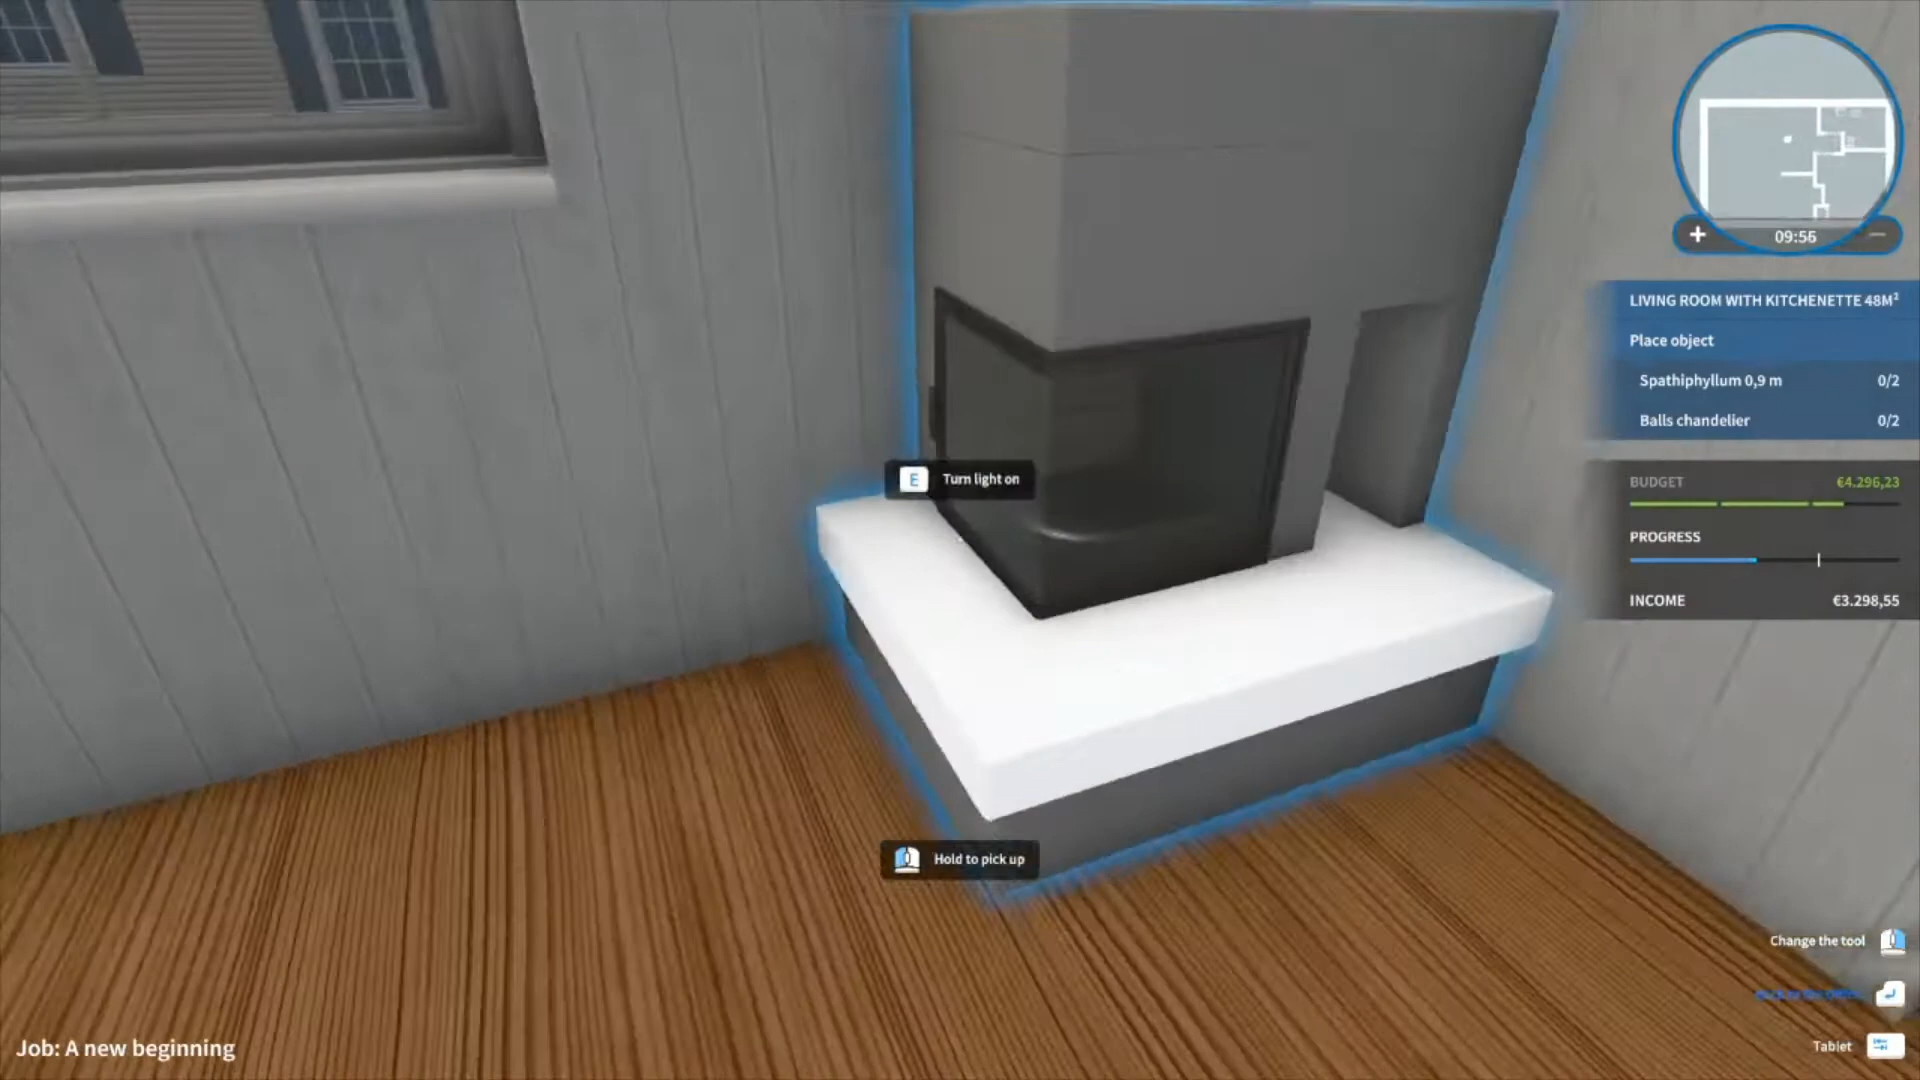 + 09:56 −
LIVING ROOM WITH KITCHENETTE 48M²
Place object
Spathiphyllum 0,9 m 0/2
Balls chandelier 0/2
BUDGET €4.296,23
PROGRESS
INCOME €3.298,55
E Turn light on
Hold to pick up
Change the tool
Tablet
Job: A new beginning